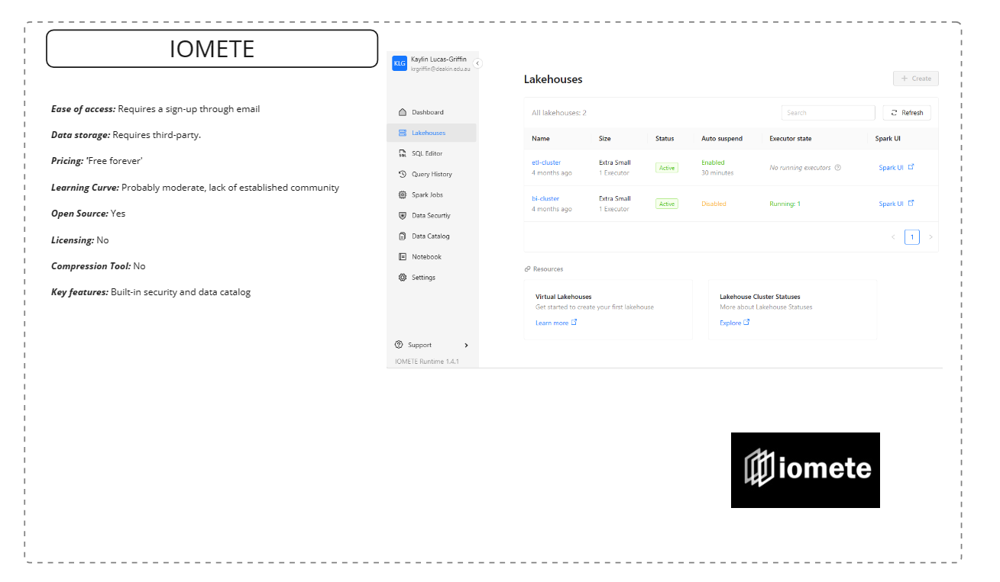 IOMETE
Ease of access: Requires a sign-up through email
Data storage: Requires third-party.
Pricing: 'Free forever'
Learning Curve: Probably moderate, lack of established community
Open Source: Yes
Licensing: No
Compression Tool: No
Key features: Built-in security and data catalog
KLG
Kaylin Lucas-Griffin
krgriffin@deakin.edu.au
Dashboard
Lakehouses
SQL Editor
Query History
Spark Jobs
Data Securtiy
Data Catalog
Notebook
Settings
Support
IOMETE Runtime 1.4.1
Lakehouses
+ Create
All lakehouses: 2
Search
Refresh
Name Size Status Auto suspend Executor state Spark UI
etl-cluster Extra Small Active Enabled No running executors Spark UI
4 months ago 1 Executor 30 minutes
bi-cluster Extra Small Active Disabled Running: 1 Spark UI
4 months ago 1 Executor
< 1 >
Resources
Virtual Lakehouses
Get started to create your first lakehouse
Learn more
Lakehouse Cluster Statuses
More about Lakehouse Statuses
Explore
iomete